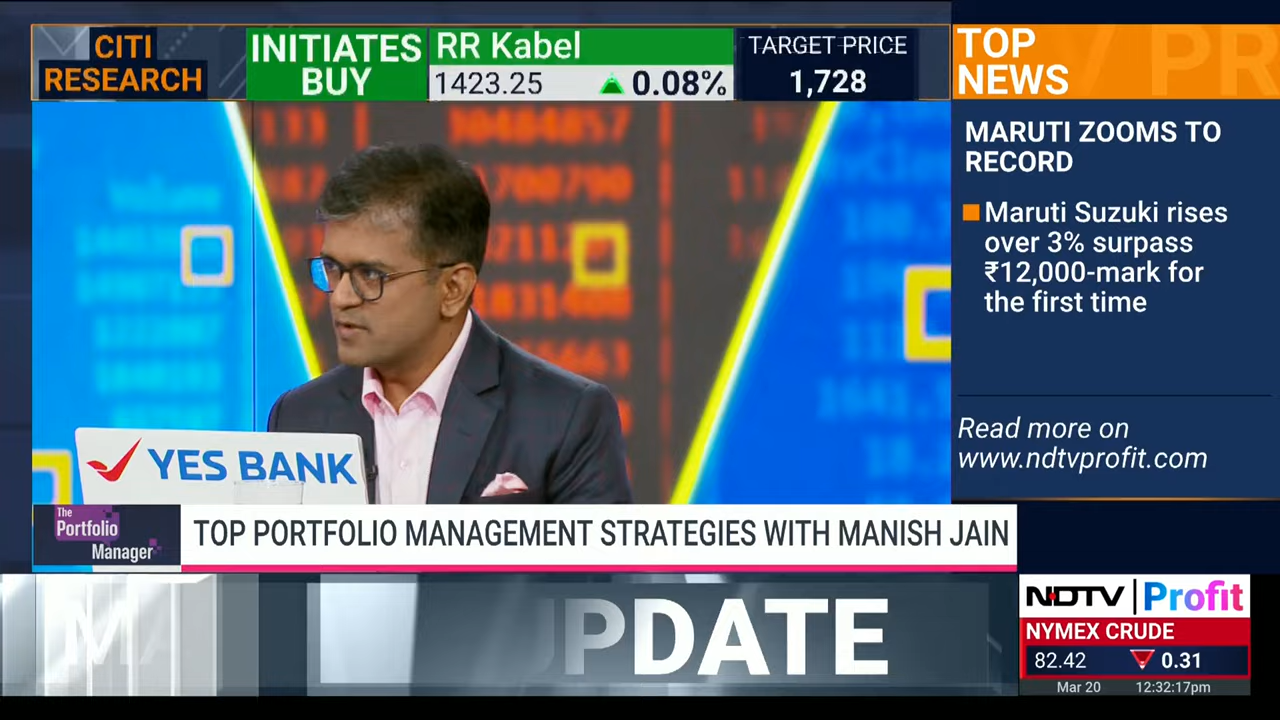 CITI
RESEARCH
INITIATES
BUY
RR Kabel
1423.25 0.08%
TARGET PRICE
1,728
TOP
NEWS
MARUTI ZOOMS TO
RECORD
Maruti Suzuki rises
over 3% surpass
₹12,000-mark for
the first time
Read more on
www.ndtvprofit.com
Volume
YES BANK
The
Portfolio
Manager
TOP PORTFOLIO MANAGEMENT STRATEGIES WITH MANISH JAIN
UPDATE
NDTV Profit
NYMEX CRUDE
82.42 0.31
Mar 20 12:32:17pm